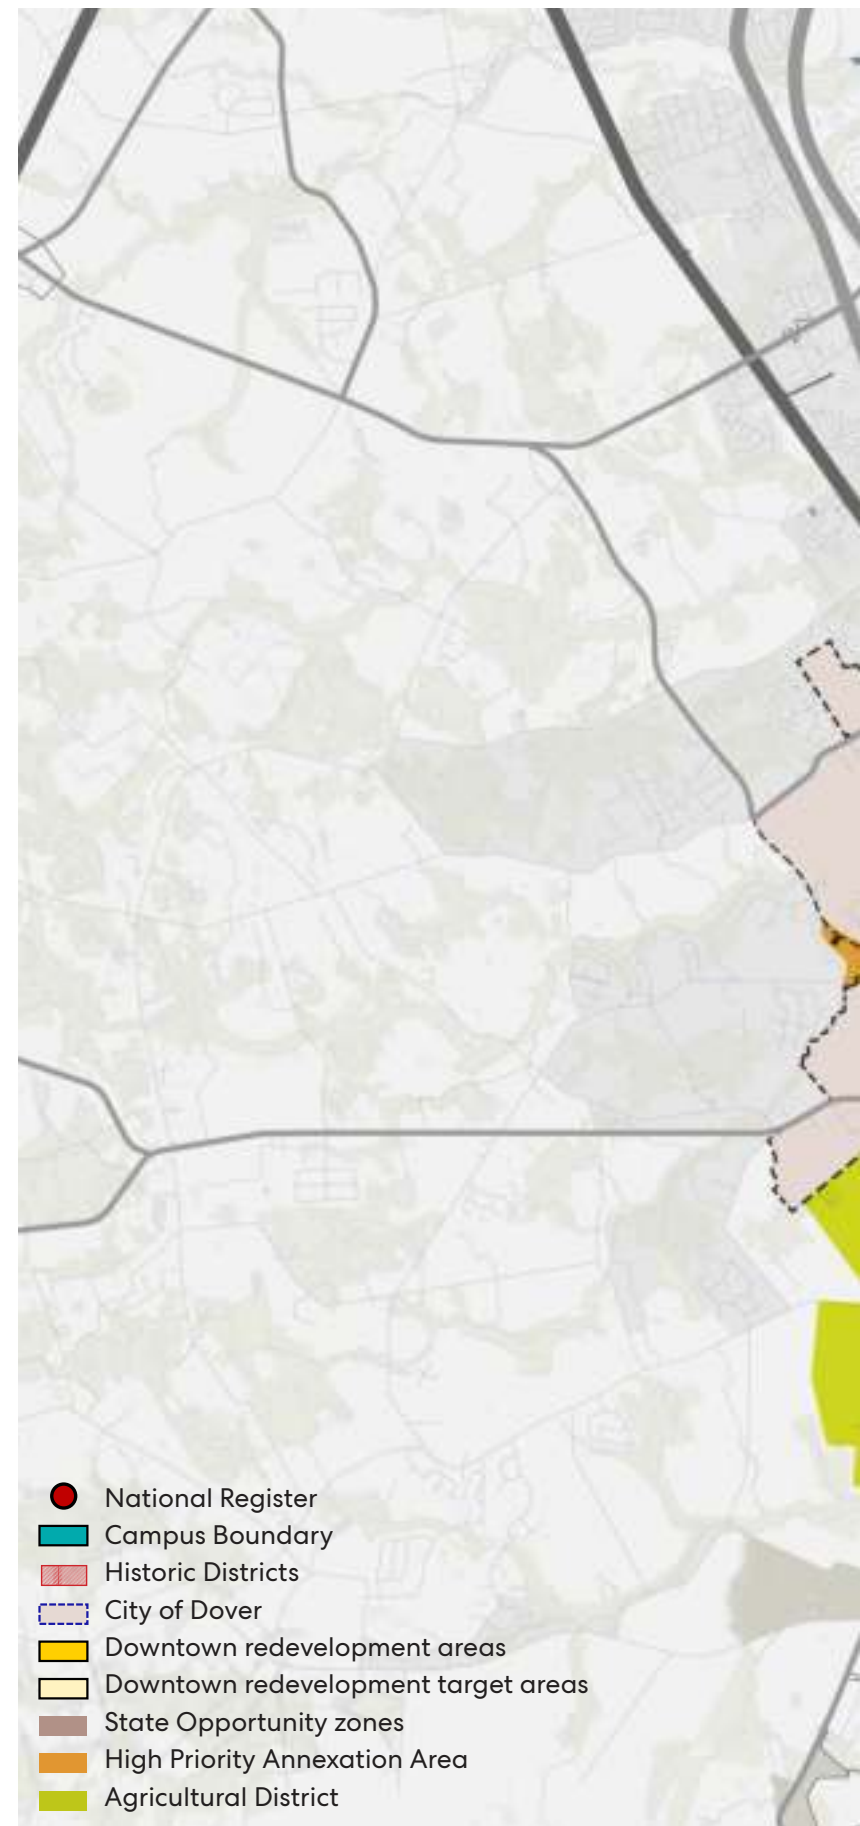 National Register
Campus Boundary
Historic Districts
City of Dover
Downtown redevelopment areas
Downtown redevelopment target areas
State Opportunity zones
High Priority Annexation Area
Agricultural District